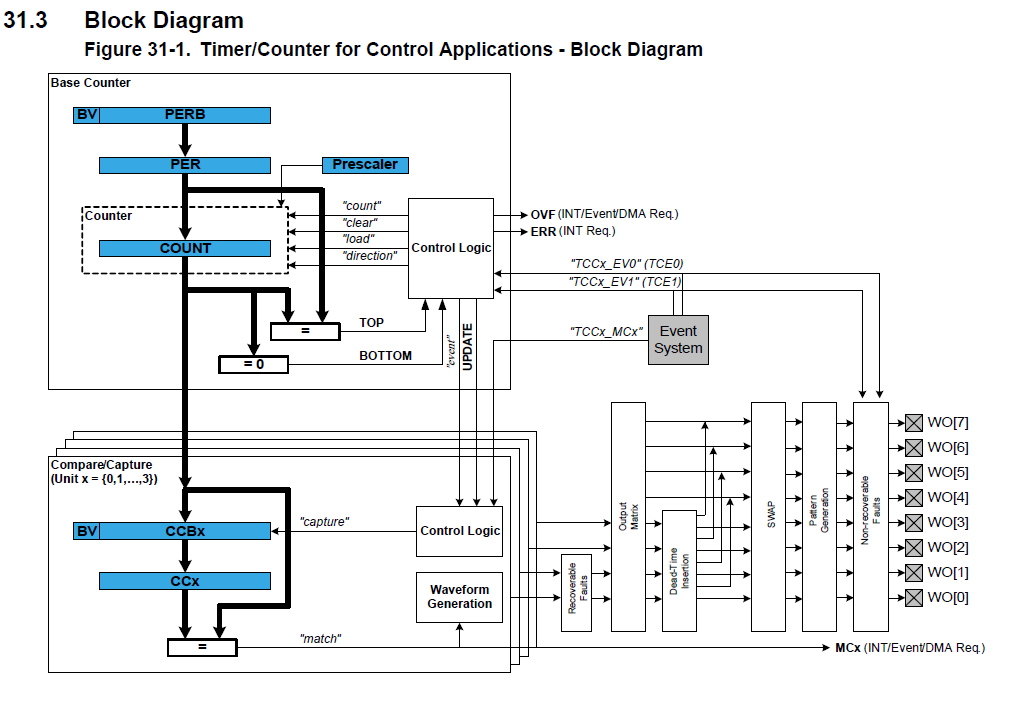 31.3 Block Diagram
Figure 31-1. Timer/Counter for Control Applications - Block Diagram
Base Counter
BV PERB
PER
Prescaler
Counter
COUNT
"count"
"clear"
"load"
"direction"
Control Logic
OVF (INT/Event/DMA Req.)
ERR (INT Req.)
"TCCx_EV0" (TCE0)
"TCCx_EV1" (TCE1)
"TCCx_MCx"
Event
System
=
TOP
= 0
BOTTOM
"event"
UPDATE
Compare/Capture
(Unit x = {0,1,...,3})
BV CCBx
"capture"
Control Logic
CCx
Waveform
Generation
=
"match"
Recoverable
Faults
Output
Matrix
Dead-Time
Insertion
SWAP
Pattern
Generation
Non-recoverable
Faults
WO[7]
WO[6]
WO[5]
WO[4]
WO[3]
WO[2]
WO[1]
WO[0]
MCx (INT/Event/DMA Req.)